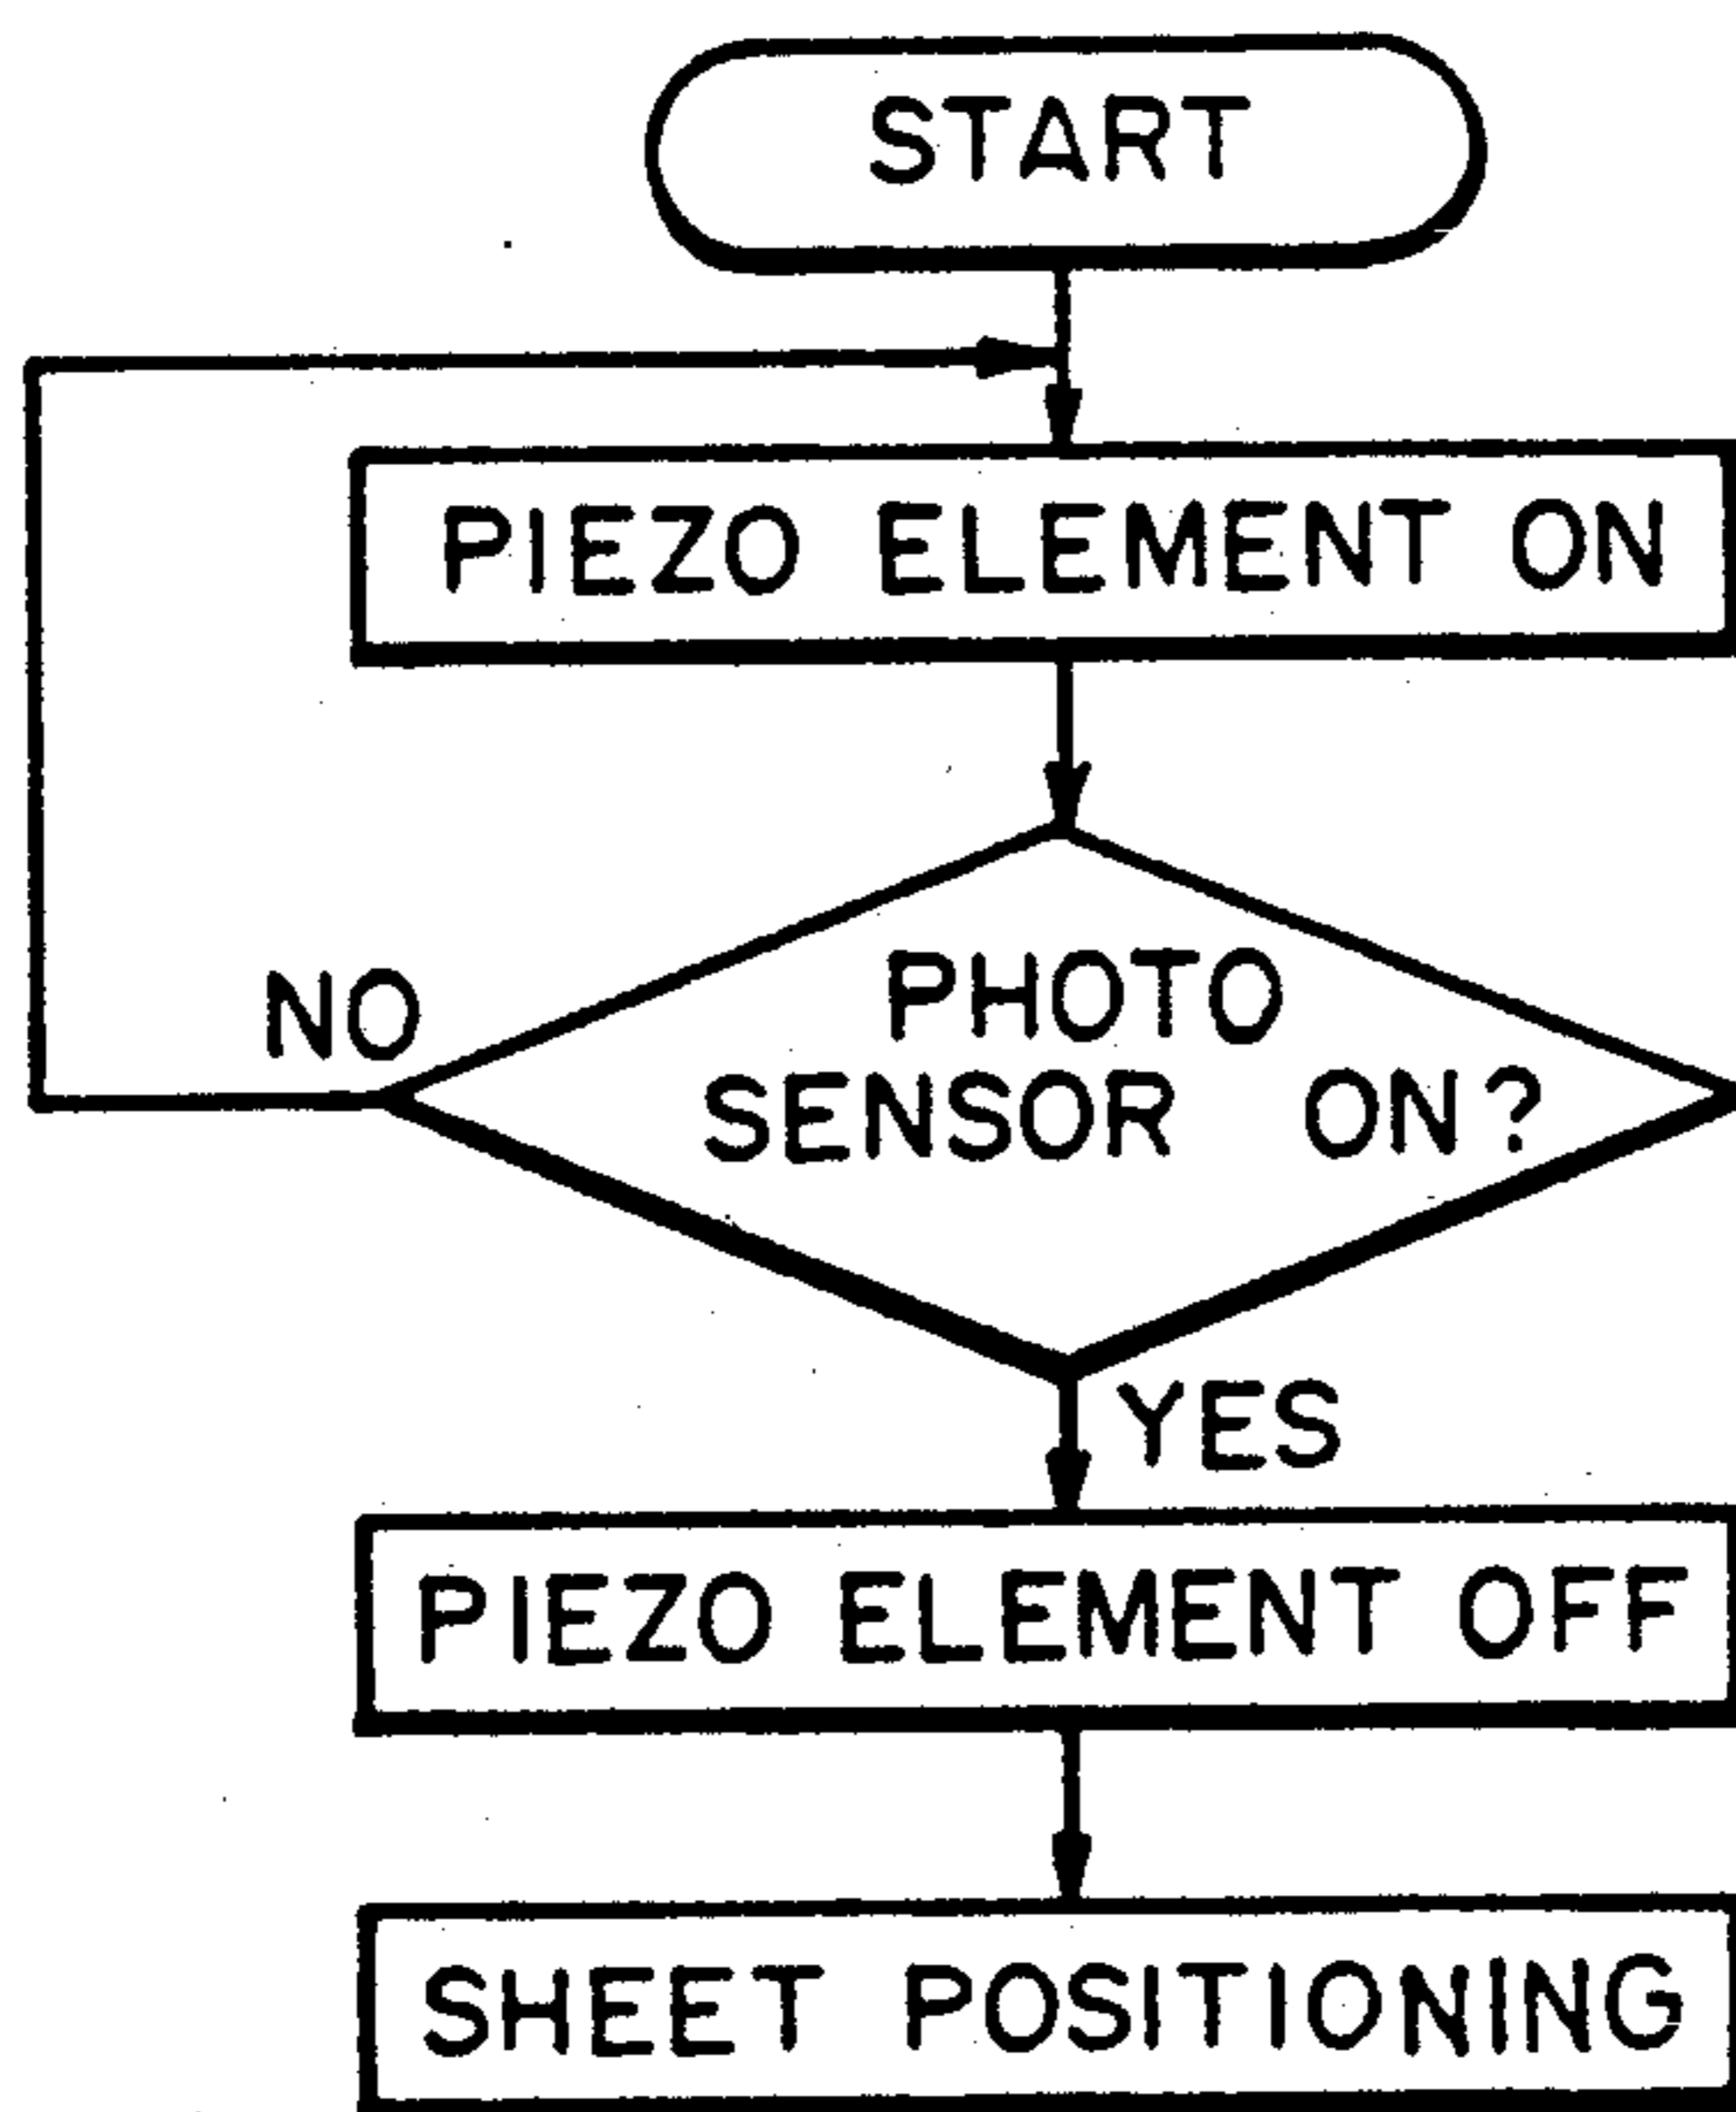 START
PIEZO ELEMENT ON
PHOTO
SENSOR ON?
NO
YES
PIEZO ELEMENT OFF
SHEET POSITIONING